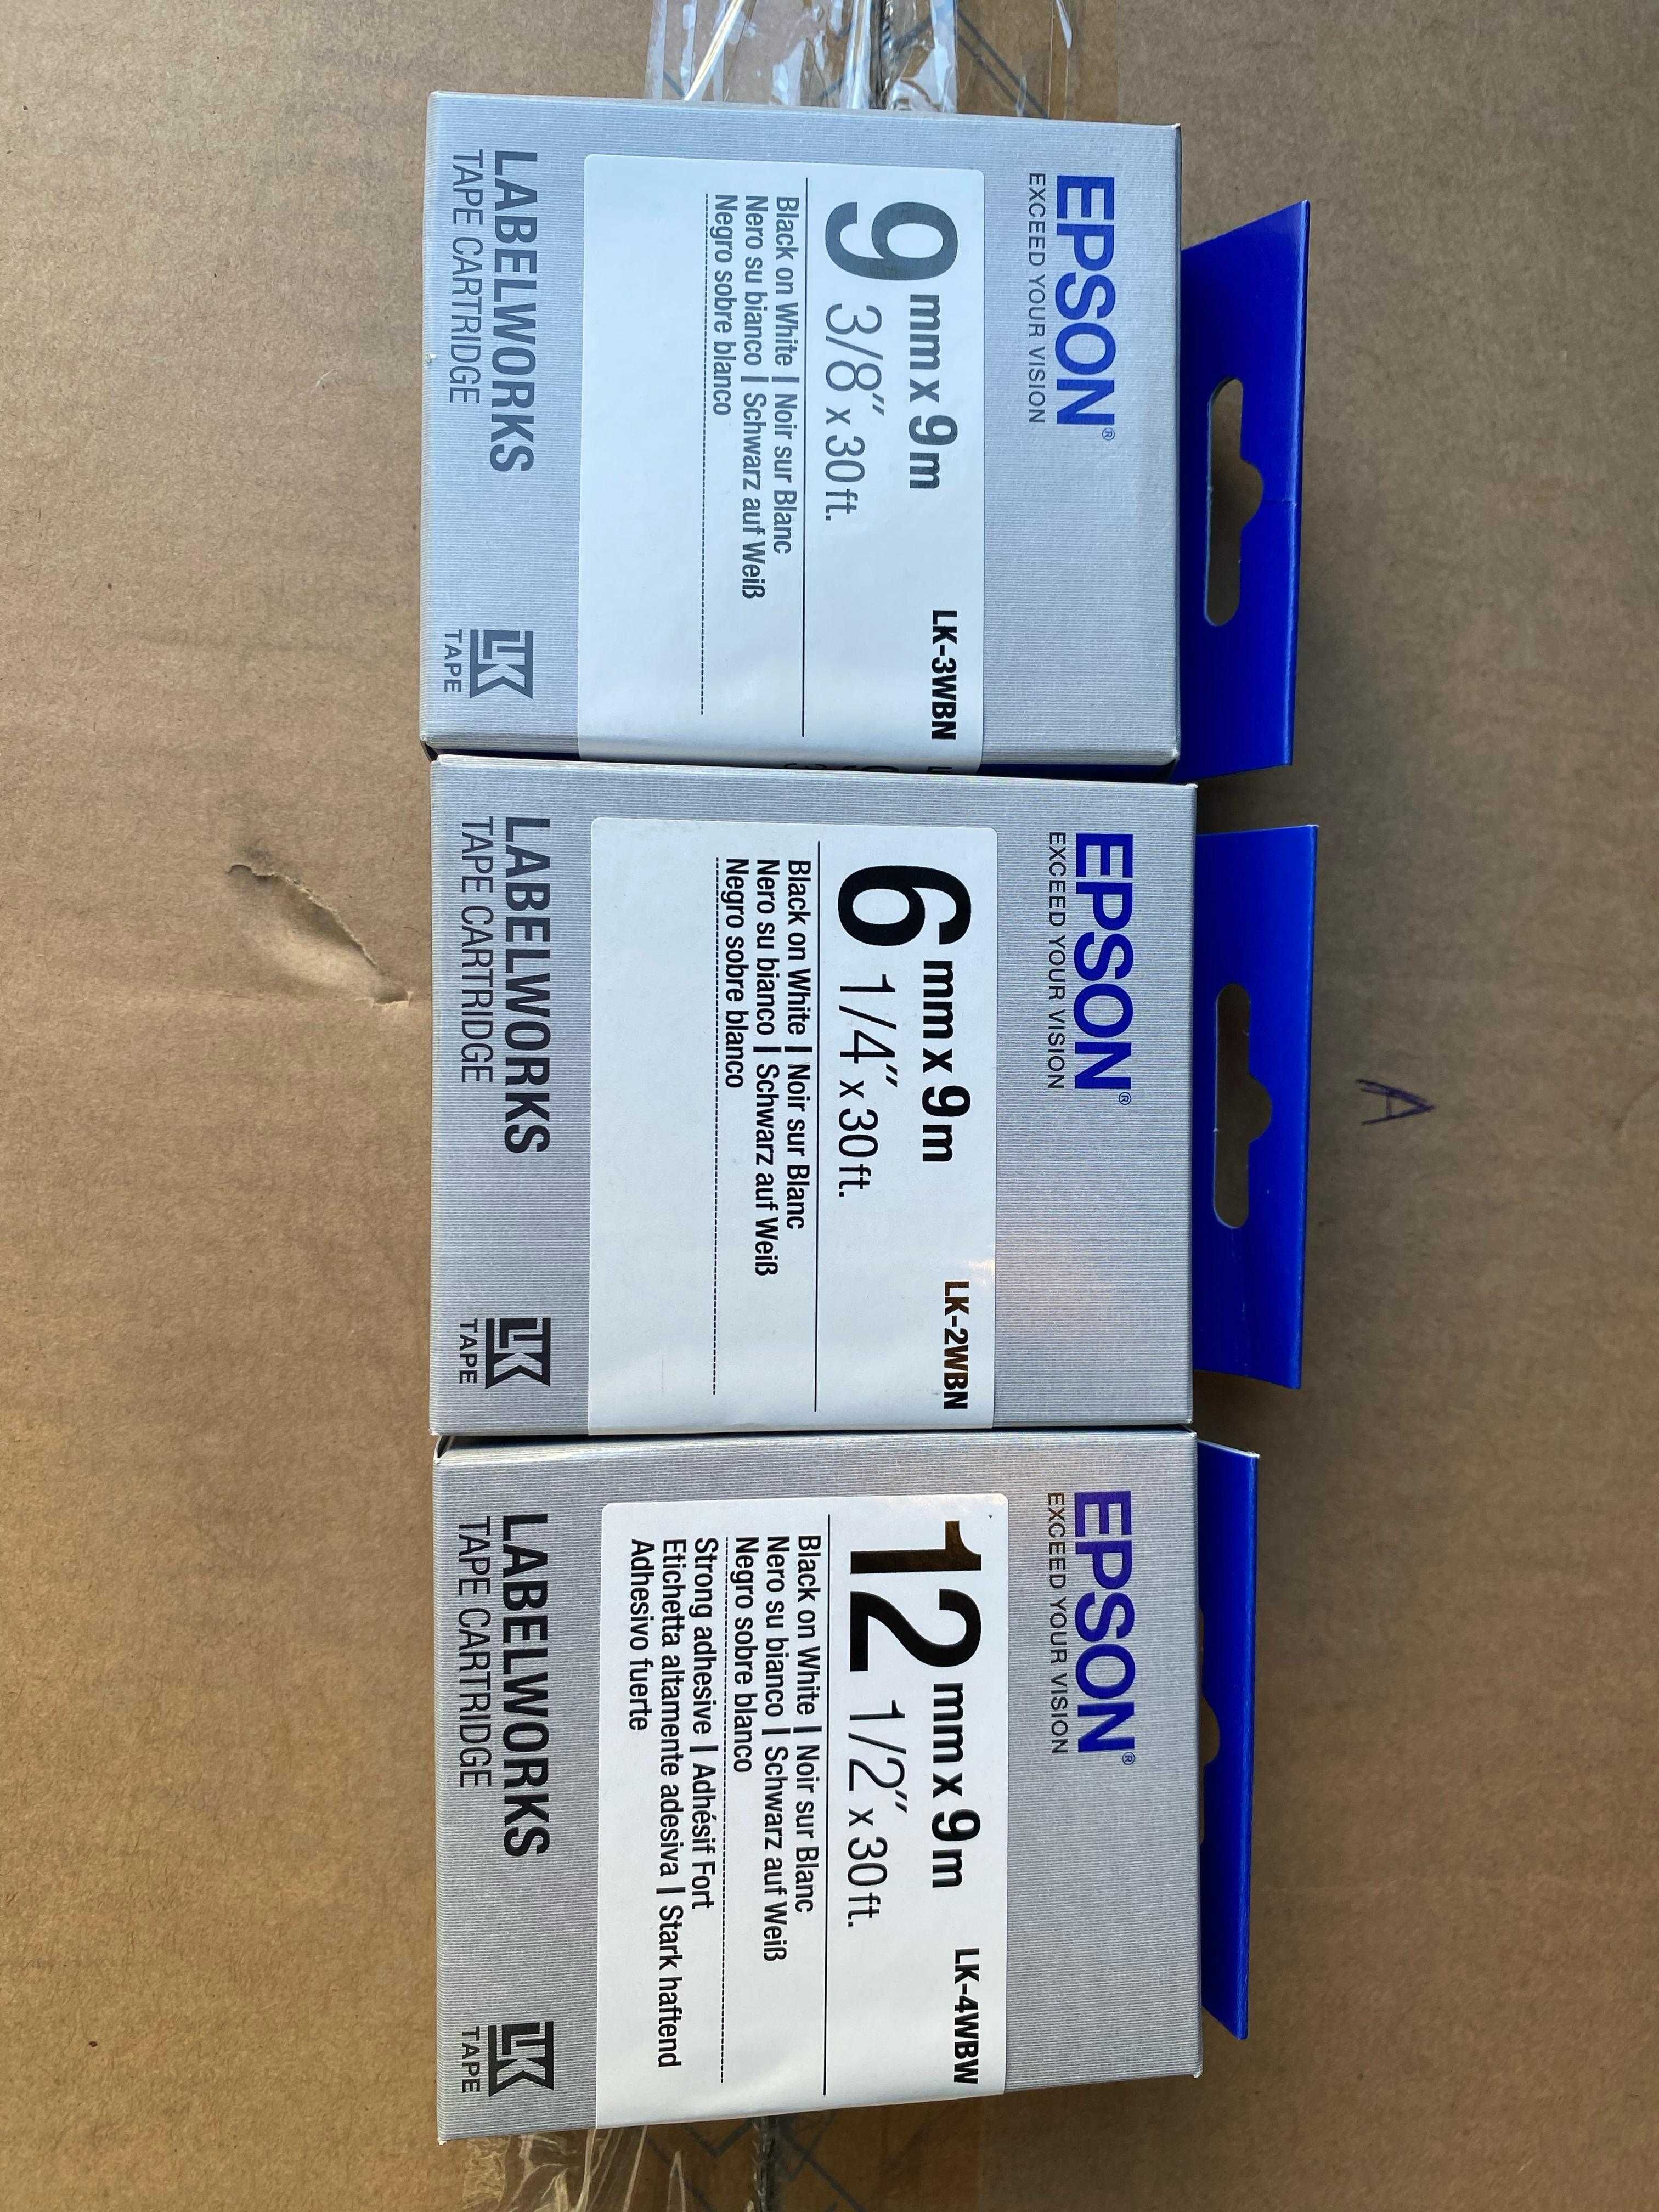 EPSON®
EXCEED YOUR VISION
LK-3WBN
9 mm x 9 m
3/8" x 30 ft.
Black on White | Noir sur Blanc
Nero su bianco | Schwarz auf Weiß
Negro sobre blanco
LABELWORKS
TAPE CARTRIDGE
LK
TAPE
EPSON®
EXCEED YOUR VISION
LK-2WBN
6 mm x 9 m
1/4" x 30 ft.
Black on White | Noir sur Blanc
Nero su bianco | Schwarz auf Weiß
Negro sobre blanco
LABELWORKS
TAPE CARTRIDGE
LK
TAPE
EPSON®
EXCEED YOUR VISION
LK-4WBW
12 mm x 9 m
1/2" x 30 ft.
Black on White | Noir sur Blanc
Nero su bianco | Schwarz auf Weiß
Negro sobre blanco
Strong adhesive | Adhésif Fort
Etichetta altamente adesiva | Stark haftend
Adhesivo fuerte
LABELWORKS
TAPE CARTRIDGE
LK
TAPE
A